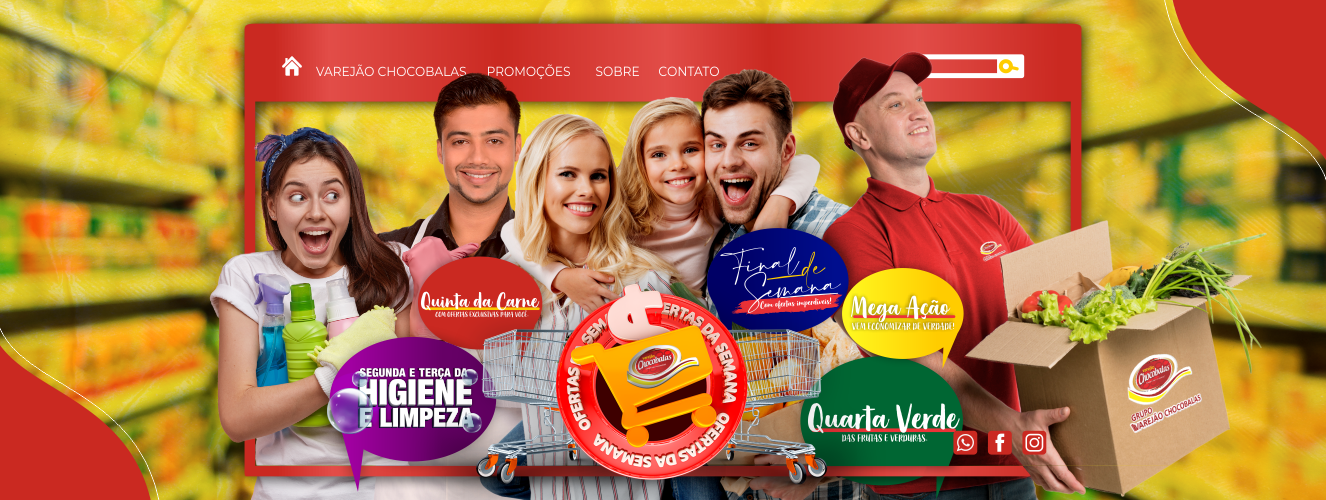 VAREJÃO CHOCOBALAS PROMOÇÕES SOBRE CONTATO
Final de
Semana
Com ofertas imperdíveis!
Quinta da Carne
COM OFERTAS EXCLUSIVAS PARA VOCÊ
Mega Ação
VEM ECONOMIZAR DE VERDADE!
SEGUNDA E TERÇA DA
HIGIENE
E LIMPEZA
OFERTAS DA SEMANA OFERTAS DA SEMANA OFERTAS DA SEMANA
Chocobalas
Quarta Verde
DAS FRUTAS E VERDURAS.
Chocobalas
GRUPO
VAREJÃO CHOCOBALAS